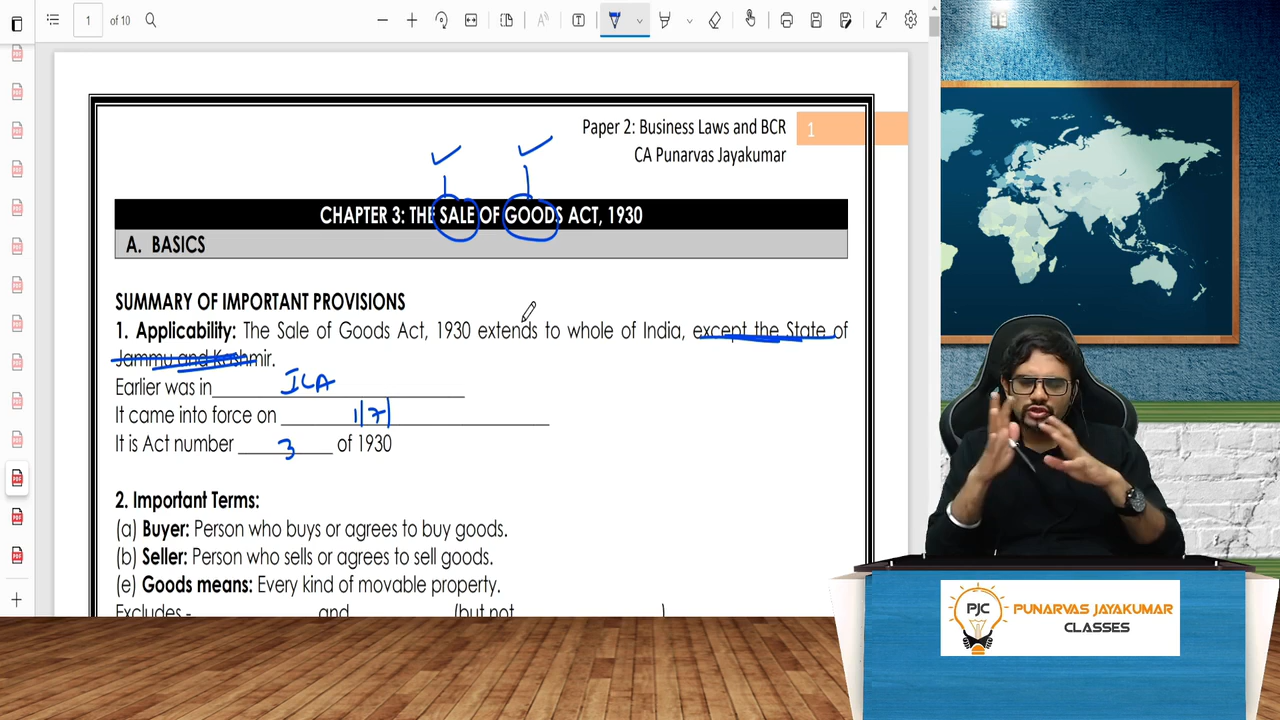 1 of 10
Paper 2: Business Laws and BCR 1
CA Punarvas Jayakumar
CHAPTER 3: THE SALE OF GOODS ACT, 1930
A. BASICS
SUMMARY OF IMPORTANT PROVISIONS
1. Applicability: The Sale of Goods Act, 1930 extends to whole of India, except the State of
Jammu and Kashmir.
Earlier was in ICA
It came into force on 1/7/
It is Act number 3 of 1930
2. Important Terms:
(a) Buyer: Person who buys or agrees to buy goods.
(b) Seller: Person who sells or agrees to sell goods.
(e) Goods means: Every kind of movable property.
Excludes - and (but not )
PJC PUNARVAS JAYAKUMAR
CLASSES